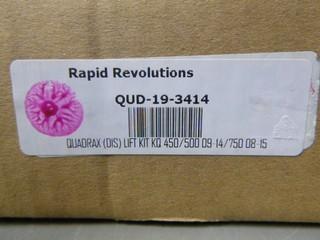 Rapid Revolutions
QUD-19-3414
QUADRAX (DIS) LIFT KIT KQ 450/500 09-14/750 08-15